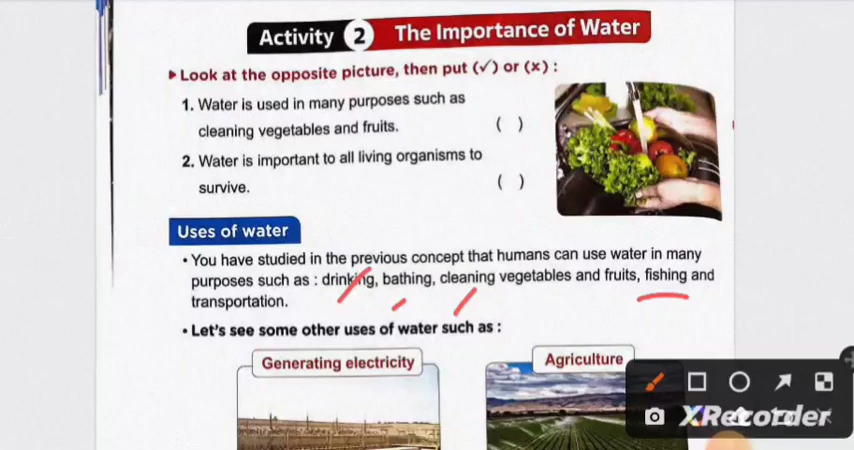 Activity 2 The Importance of Water
▸ Look at the opposite picture, then put (✓) or (x) :
1. Water is used in many purposes such as
cleaning vegetables and fruits. ( )
2. Water is important to all living organisms to
survive. ( )
Uses of water
• You have studied in the previous concept that humans can use water in many
purposes such as : drinking, bathing, cleaning vegetables and fruits, fishing and
transportation.
• Let's see some other uses of water such as :
Generating electricity Agriculture
XRecorder